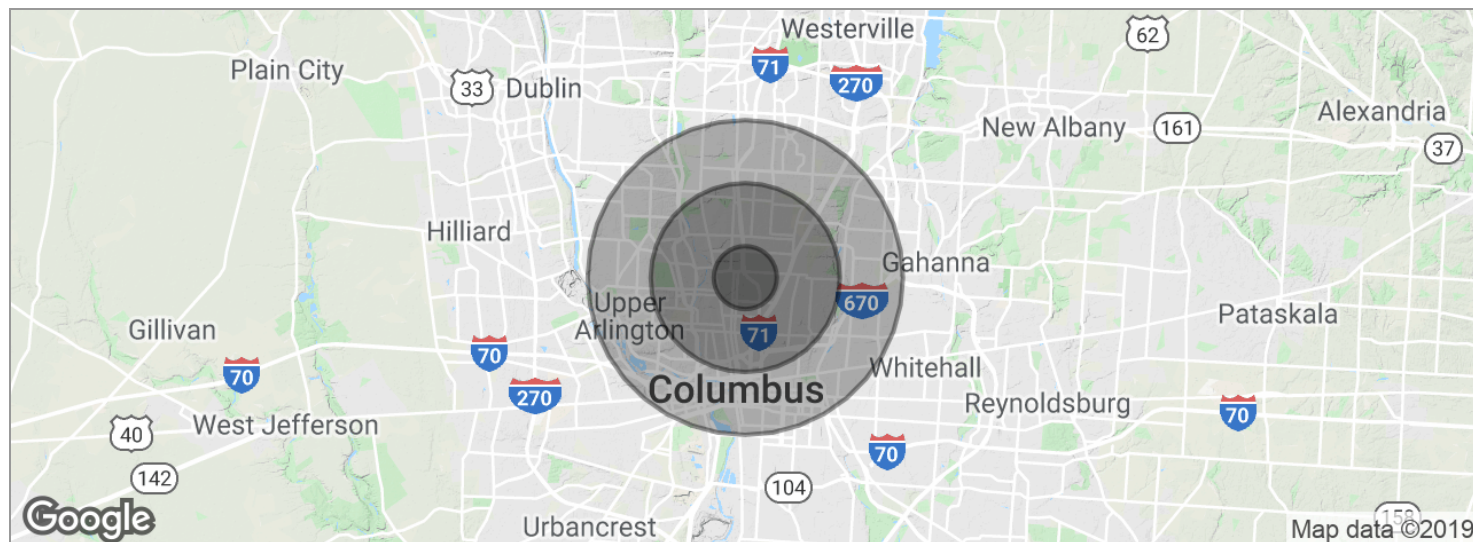 Westerville
62
71
270
Plain City
33
Dublin
Alexandria
New Albany
161
37
Hilliard
Gahanna
670
Upper
Arlington
Pataskala
Gillivan
71
70
70
Whitehall
Columbus
270
Reynoldsburg
70
West Jefferson
40
70
142
104
Google
Urbancrest
158
Map data ©2019